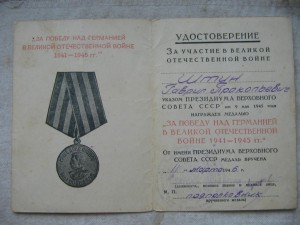 „ЗА ПОБЕДУ НАД ГЕРМАНИЕЙ
В ВЕЛИКОЙ ОТЕЧЕСТВЕННОЙ ВОЙНЕ
1941—1945 гг."
УДОСТОВЕРЕНИЕ
ЗА УЧАСТИЕ В ВЕЛИКОЙ
ОТЕЧЕСТВЕННОЙ ВОЙНЕ
Прокопьевич
УКАЗОМ ПРЕЗИДИУМА ВЕРХОВНОГО
СОВЕТА СССР от 9 мая 1945 года
НАГРАЖДЕН МЕДАЛЬЮ
„ЗА ПОБЕДУ НАД ГЕРМАНИЕЙ
В ВЕЛИКОЙ ОТЕЧЕСТВЕННОЙ
ВОЙНЕ 1941—1945 гг."
ОТ ИМЕНИ ПРЕЗИДИУМА ВЕРХОВНОГО
СОВЕТА СССР МЕДАЛЬ ВРУЧЕНА
М. П.